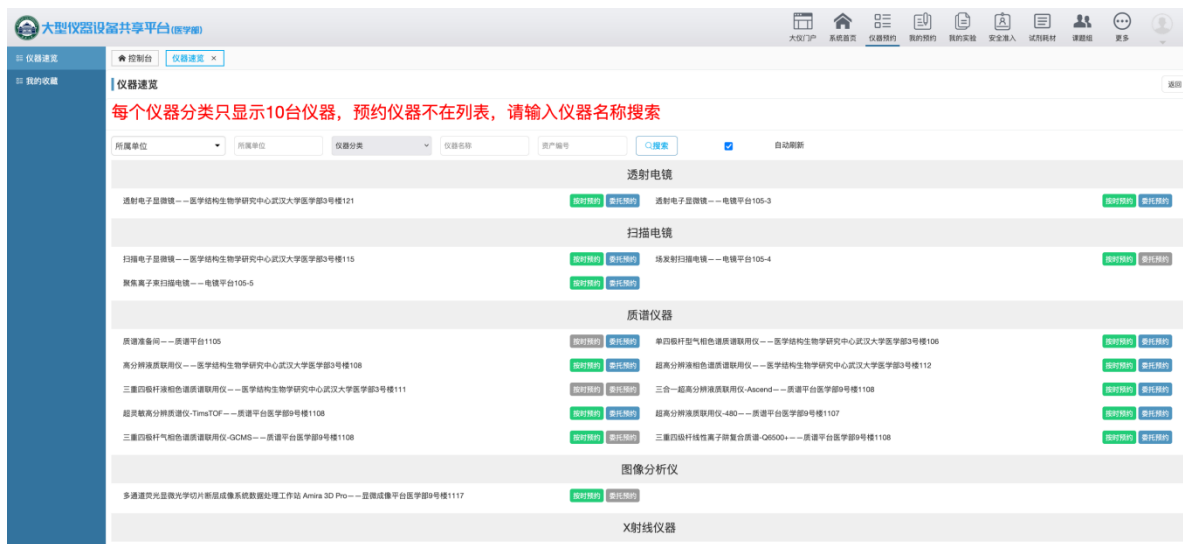 大型仪器设备共享平台(医学部)
大仪门户 系统首页 仪器预约 我的预约 我的实验 安全准入 试剂耗材 课题组 更多
仪器速览
我的收藏
控制台 仪器速览 ×
仪器速览 返回
每个仪器分类只显示10台仪器，预约仪器不在列表，请输入仪器名称搜索
所属单位 所属单位 仪器分类 仪器名称 资产编号 搜索 自动刷新
透射电镜
透射电子显微镜——医学结构生物学研究中心武汉大学医学部3号楼121 按时预约 委托预约 透射电子显微镜——电镜平台105-3 按时预约 委托预约
扫描电镜
扫描电子显微镜——医学结构生物学研究中心武汉大学医学部3号楼115 按时预约 委托预约 场发射扫描电镜——电镜平台105-4 按时预约 委托预约
聚焦离子束扫描电镜——电镜平台105-5 按时预约 委托预约
质谱仪器
质谱准备间——质谱平台1105 按时预约 委托预约 单四极杆型气相色谱质谱联用仪——医学结构生物学研究中心武汉大学医学部3号楼106 按时预约 委托预约
高分辨液质联用仪——医学结构生物学研究中心武汉大学医学部3号楼108 按时预约 委托预约 超高分辨液相色谱质谱联用仪——医学结构生物学研究中心武汉大学医学部3号楼112 按时预约 委托预约
三重四极杆液相色谱质谱联用仪——医学结构生物学研究中心武汉大学医学部3号楼111 按时预约 委托预约 三合一超高分辨液质联用仪-Ascend——质谱平台医学部9号楼1108 按时预约 委托预约
超灵敏高分辨质谱仪-TimsTOF——质谱平台医学部9号楼1108 按时预约 委托预约 超高分辨液质联用仪-480——质谱平台医学部9号楼1107 按时预约 委托预约
三重四极杆气相色谱质谱联用仪-GCMS——质谱平台医学部9号楼1108 按时预约 委托预约 三重四级杆线性离子阱复合质谱-Q6500+——质谱平台医学部9号楼1108 按时预约 委托预约
图像分析仪
多通道荧光显微光学切片断层成像系统数据处理工作站 Amira 3D Pro——显微成像平台医学部9号楼1117 按时预约 委托预约
X射线仪器